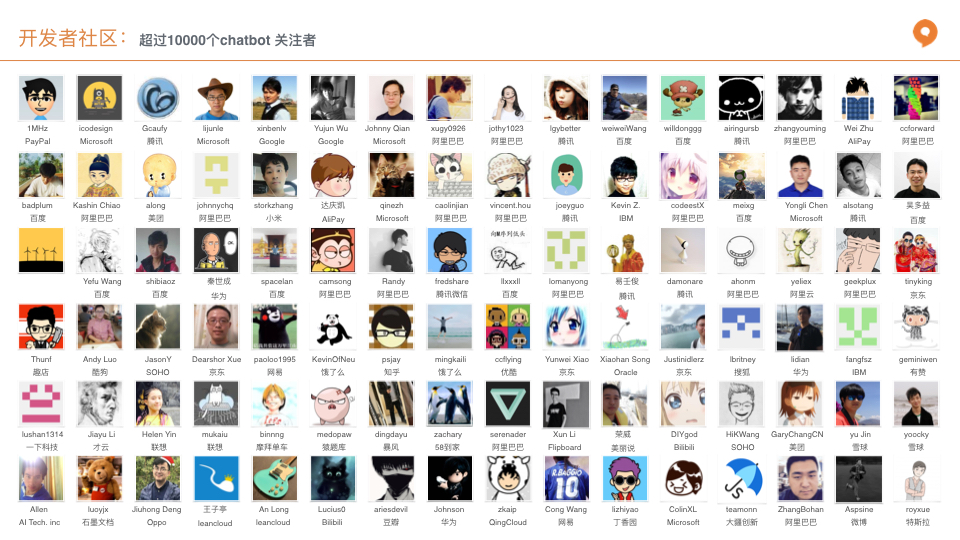 开发者社区： 超过10000个chatbot 关注者
1MHz icodesign Gcaufy lijunle xinbenlv Yujun Wu Johnny Qian xugy0926 jothy1023 lgybetter weiweiWang willdonggg airingursb zhangyouming Wei Zhu ccforward
PayPal Microsoft 腾讯 Microsoft Google Google Microsoft 阿里巴巴 阿里巴巴 腾讯 百度 百度 腾讯 阿里巴巴 AliPay 阿里巴巴
badplum Kashin Chiao along johnnychq storkzhang 达庆凯 qinezh caolinjian vincent.hou joeyguo Kevin Z. codeestX meixg Yongli Chen alsotang 吴多益
百度 阿里巴巴 美团 阿里巴巴 小米 AliPay Microsoft 阿里巴巴 阿里巴巴 腾讯 IBM 阿里巴巴 百度 Microsoft 腾讯 百度
OK
向M序列低头
Yefu Wang shibiaoz 秦世成 spacelan camsong Randy fredshare llxxxll lomanyong 易壬俊 damonare ahonm yeliex geekplux tinyking
百度 百度 华为 百度 阿里巴巴 阿里巴巴 腾讯微信 百度 阿里巴巴 腾讯 腾讯 阿里巴巴 阿里云 阿里巴巴 京东
Thunf Andy Luo JasonY Dearshor Xue paoloo1995 KevinOfNeu psjay mingkaili ccflying Yunwei Xiao Xiaohan Song Justinidlerz lbritney lidian fangfsz geminiwen
趣店 酷狗 SOHO 京东 网易 饿了么 知乎 饿了么 优酷 京东 Oracle 京东 搜狐 华为 IBM 有赞
lushan1314 Jiayu Li Helen Yin mukaiu binnng medopaw dingdayu zachary serenader Xun Li 荣威 DIYgod HiKWang GaryChangCN yu Jin yoocky
一下科技 才云 联想 联想 摩拜单车 猿题库 暴风 58到家 阿里巴巴 Flipboard 美丽说 Bilibili SOHO 美团 雪球 雪球
R.BAGGIO
10
JS
Allen luoyjx Jiuhong Deng 王子亭 An Long Lucius0 ariesdevil Johnson zkaip Cong Wang lizhiyao ColinXL teamonn ZhangBohan Aspsine royxue
AI Tech. inc 石墨文档 Oppo leancloud leancloud Bilibili 豆瓣 华为 QingCloud 网易 丁香园 Microsoft 大疆创新 阿里巴巴 微博 特斯拉